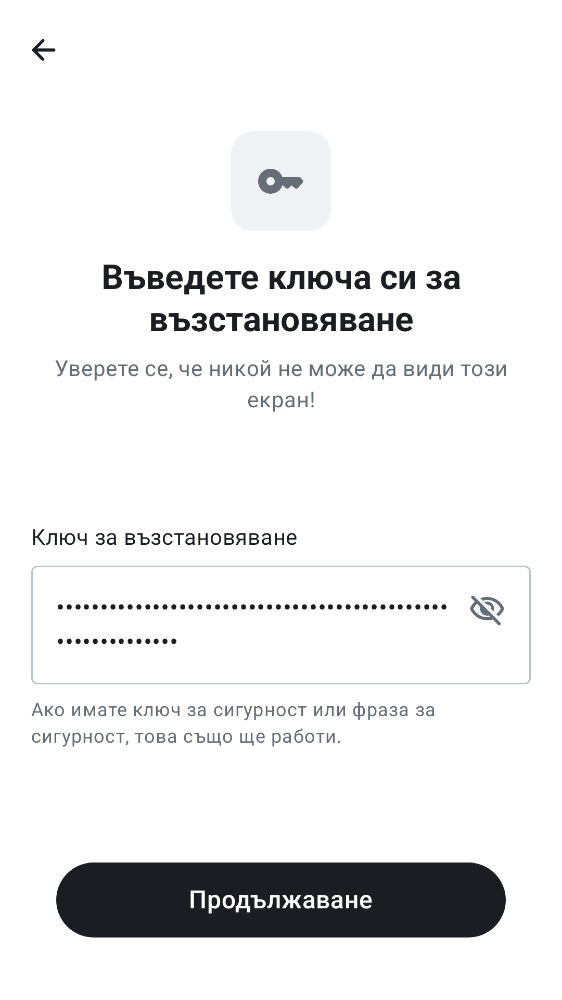 Въведете ключа си за
възстановяване
Уверете се, че никой не може да види този
екран!
Ключ за възстановяване
•••••••••••••••••••••••••••••••••••••••••••••
••••••••••••••
Ако имате ключ за сигурност или фраза за
сигурност, това също ще работи.
Продължаване